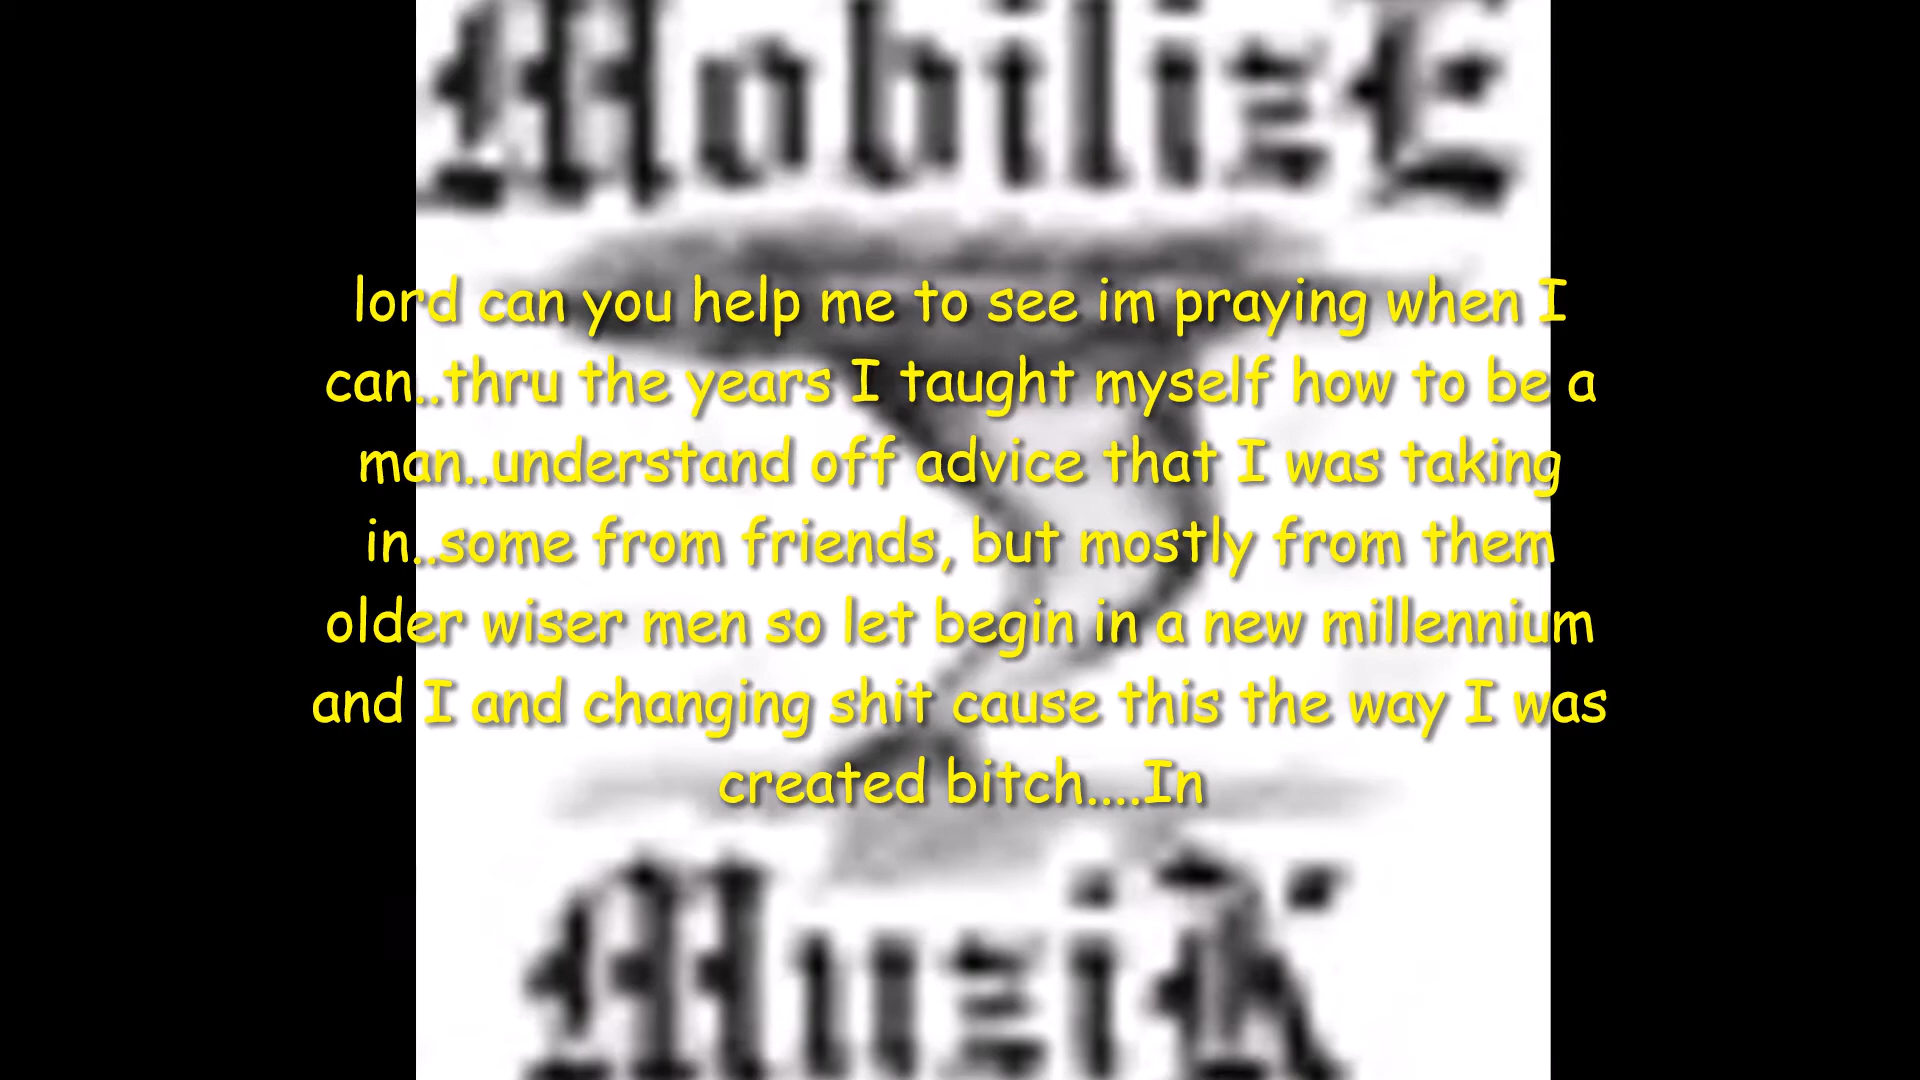 MobilizE
lord can you help me to see im praying when I
can..thru the years I taught myself how to be a
man..understand off advice that I was taking
in..some from friends, but mostly from them
older wiser men so let begin in a new millennium
and I and changing shit cause this the way I was
created bitch....In
MuziK